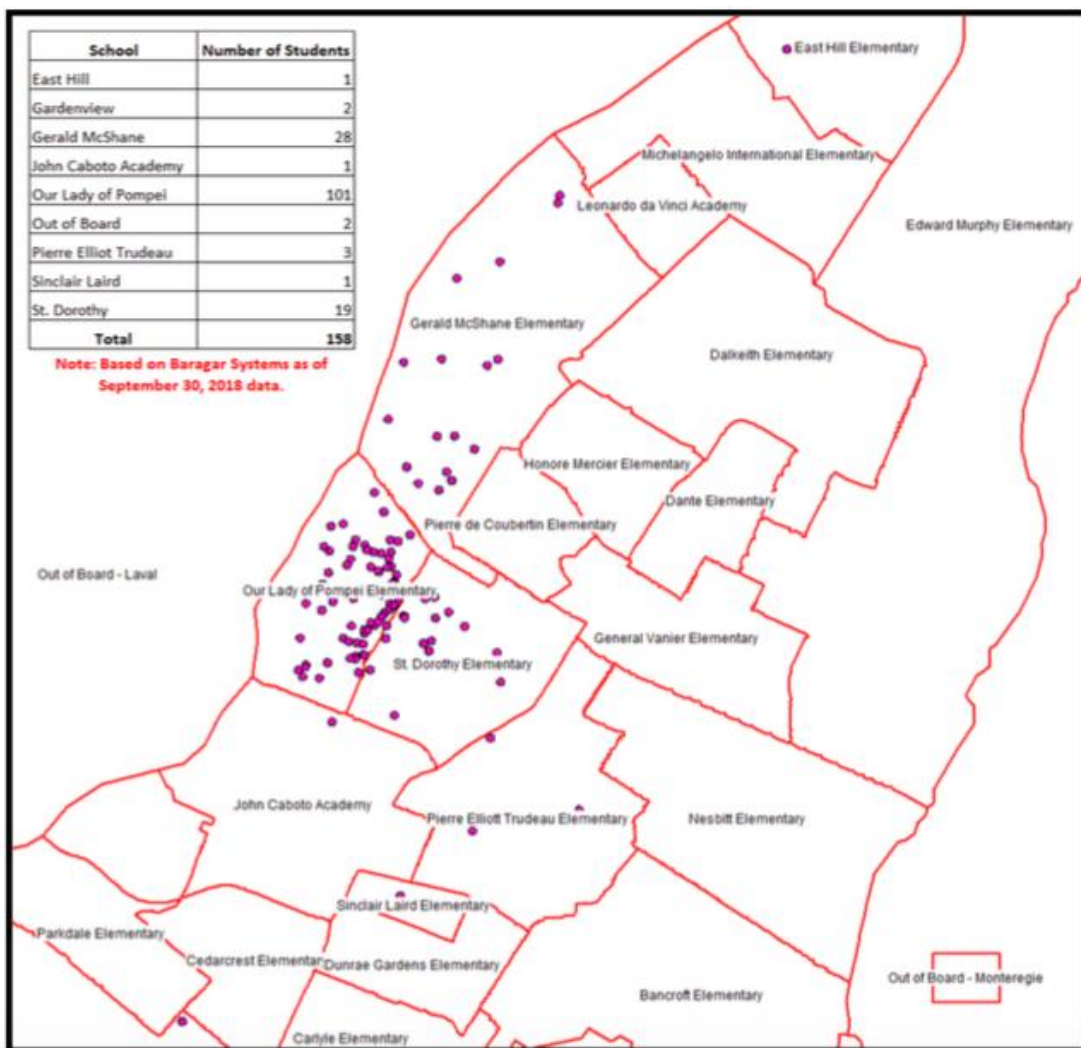 School Number of Students
East Hill 1
Gardenview 2
Gerald McShane 28
John Caboto Academy 1
Our Lady of Pompei 101
Out of Board 2
Pierre Elliot Trudeau 3
Sinclair Laird 1
St. Dorothy 19
Total 158
Note: Based on Baragar Systems as of
September 30, 2018 data.
East Hill Elementary
Michelangelo International Elementary
Leonardo da Vinci Academy
Edward Murphy Elementary
Gerald McShane Elementary
Dalkeith Elementary
Honore Mercier Elementary
Dante Elementary
Pierre de Coubertin Elementary
Out of Board - Laval
Our Lady of Pompei Elementary
General Vanier Elementary
St. Dorothy Elementary
John Caboto Academy
Pierre Elliott Trudeau Elementary
Nesbitt Elementary
Sinclair Laird Elementary
Parkdale Elementary
Cedarcrest Elementary
Dunrae Gardens Elementary
Out of Board - Monteregie
Bancroft Elementary
Carlyle Elementary